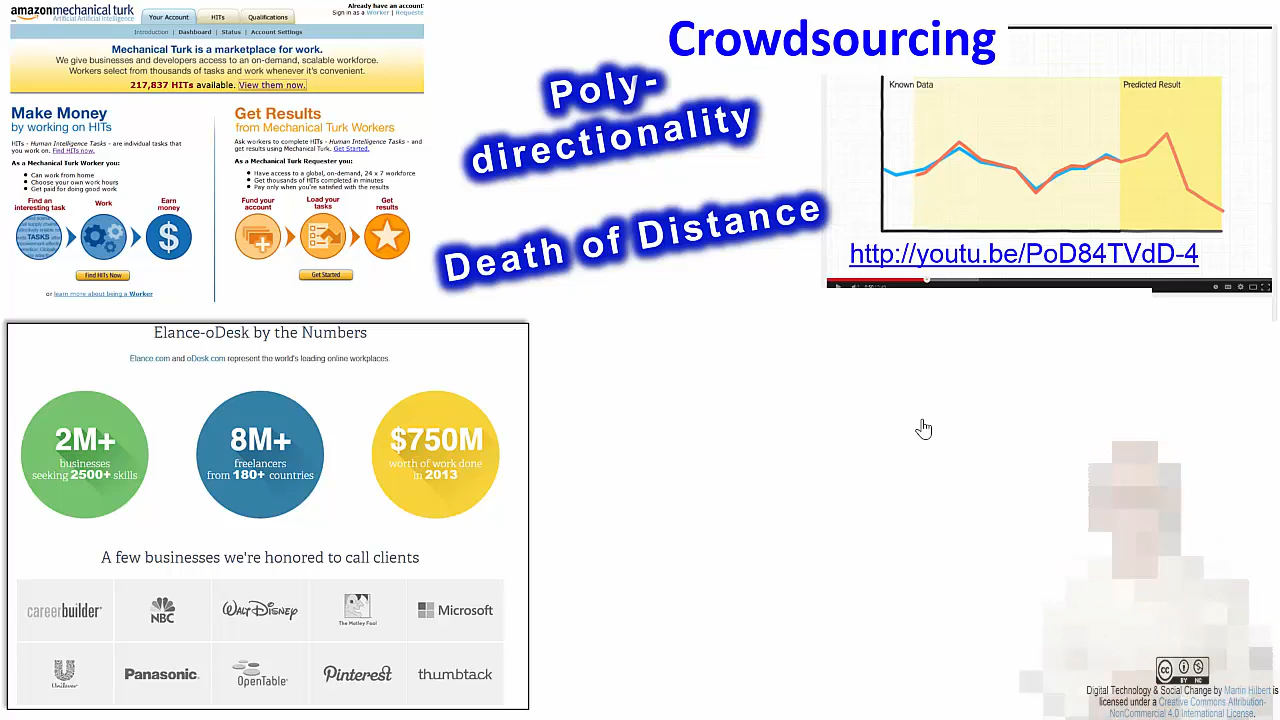 amazonmechanical turk
Artificial Artificial Intelligence
Your Account
HITs
Qualifications
Already have an account?
Sign in as a Worker | Requeste
Introduction | Dashboard | Status | Account Settings
Mechanical Turk is a marketplace for work.
We give businesses and developers access to an on-demand, scalable workforce.
Workers select from thousands of tasks and work whenever it's convenient.
217,837 HITs available. View them now.
Make Money
by working on HITs
HITs - Human Intelligence Tasks - are individual tasks that
you work on. Find HITs now.
As a Mechanical Turk Worker you:
Can work from home
Choose your own work hours
Get paid for doing good work
Find an
interesting task
Work
Earn
money
TASKS
$
Find HITs Now
or learn more about being a Worker
Get Results
from Mechanical Turk Workers
Ask workers to complete HITs - Human Intelligence Tasks - and
get results using Mechanical Turk. Get Started.
As a Mechanical Turk Requester you:
Have access to a global, on-demand, 24 x 7 workforce
Get thousands of HITs completed in minutes
Pay only when you're satisfied with the results
Fund your
account
Load your
tasks
Get
results
Get Started
Crowdsourcing
Poly-
directionality
Death of Distance
Known Data
Predicted Result
http://youtu.be/PoD84TVdD-4
Elance-oDesk by the Numbers
Elance.com and oDesk.com represent the world's leading online workplaces.
2M+
businesses
seeking 2500+ skills
8M+
freelancers
from 180+ countries
$750M
worth of work done
in 2013
A few businesses we're honored to call clients
careerbuilder
NBC
WALT DISNEY
The Motley Fool
Microsoft
Unilever
Panasonic
OpenTable
Pinterest
thumbtack
CC BY NC
Digital Technology & Social Change by Martin Hilbert is
licensed under a Creative Commons Attribution-
NonCommercial 4.0 International License.